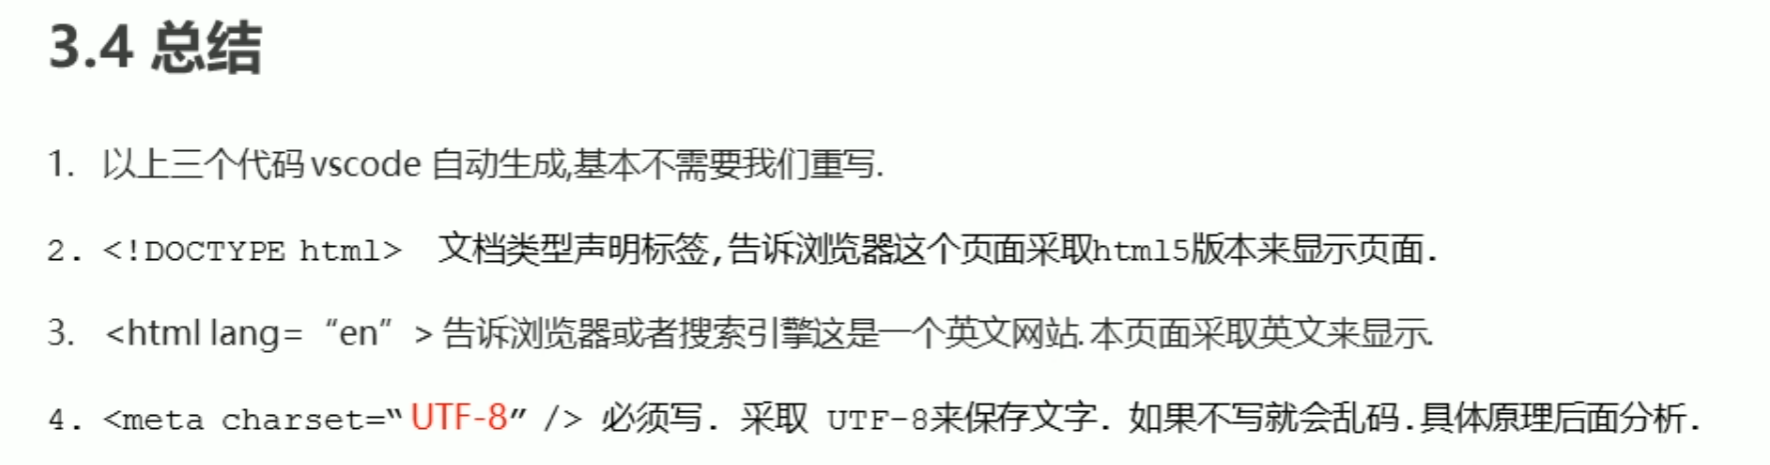 3.4 总结
1. 以上三个代码 vscode 自动生成,基本不需要我们重写.
2. <!DOCTYPE html> 文档类型声明标签,告诉浏览器这个页面采取html5版本来显示页面.
3. <html lang=“en”> 告诉浏览器或者搜索引擎这是一个英文网站. 本页面采取英文来显示.
4. <meta charset=“UTF-8” /> 必须写. 采取 UTF-8来保存文字. 如果不写就会乱码.具体原理后面分析.